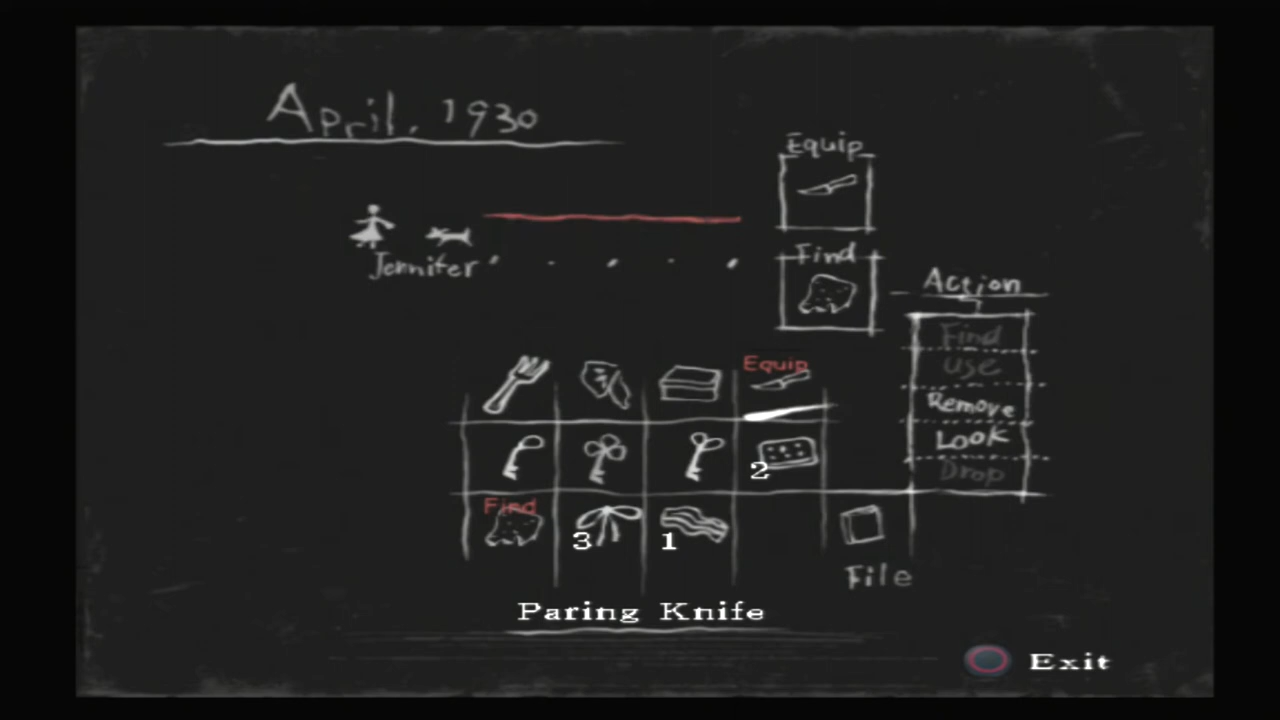 April, 1930
Equip
Jennifer
Find
Action
Find
Use
Remove
Look
Drop
Equip
2
Find
3
1
File
Paring Knife
Exit